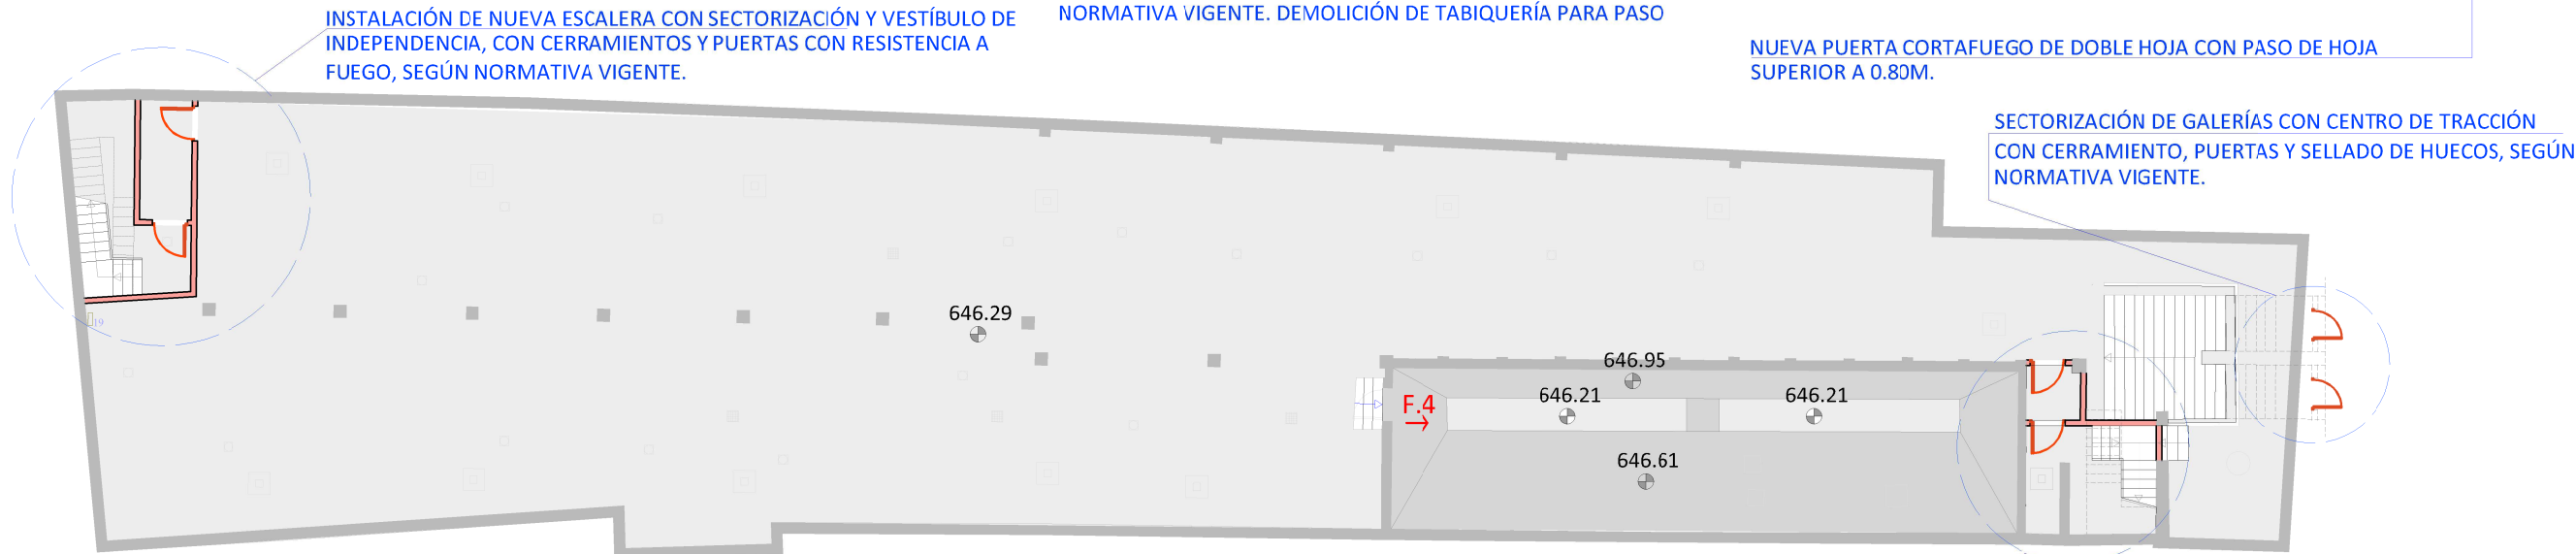 INSTALACIÓN DE NUEVA ESCALERA CON SECTORIZACIÓN Y VESTÍBULO DE
INDEPENDENCIA, CON CERRAMIENTOS Y PUERTAS CON RESISTENCIA A
FUEGO, SEGÚN NORMATIVA VIGENTE.
NORMATIVA VIGENTE. DEMOLICIÓN DE TABIQUERÍA PARA PASO
NUEVA PUERTA CORTAFUEGO DE DOBLE HOJA CON PASO DE HOJA
SUPERIOR A 0.80M.
SECTORIZACIÓN DE GALERÍAS CON CENTRO DE TRACCIÓN
CON CERRAMIENTO, PUERTAS Y SELLADO DE HUECOS, SEGÚN
NORMATIVA VIGENTE.
19
646.29
646.95
646.21
646.21
F.4
646.61